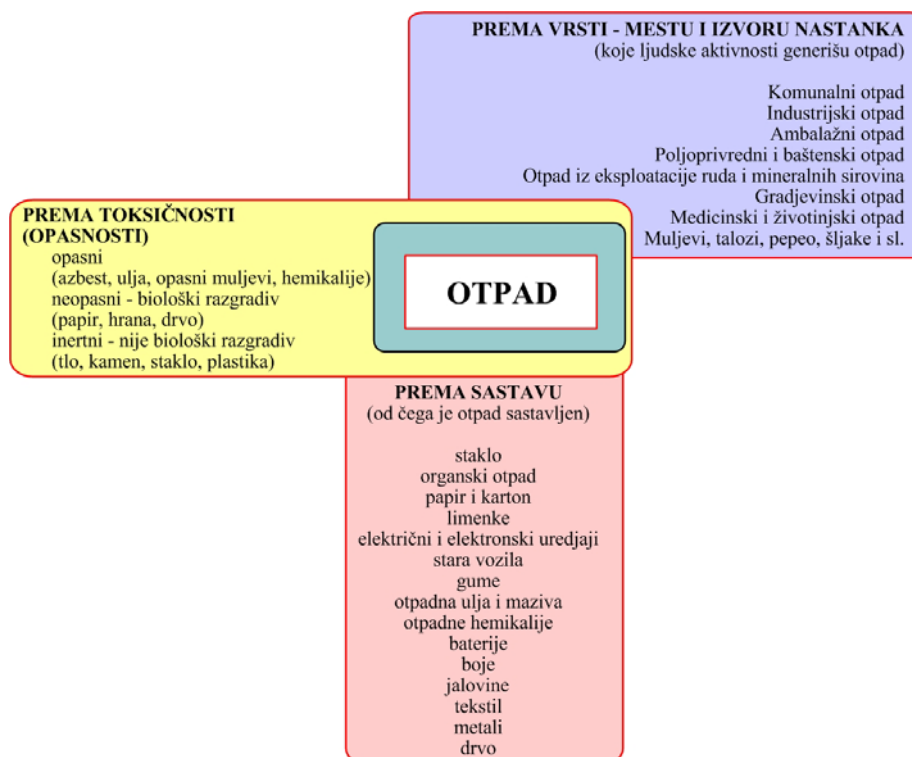 PREMA VRSTI - MESTU I IZVORU NASTANKA
(koje ljudske aktivnosti generišu otpad)
Komunalni otpad
Industrijski otpad
Ambalažni otpad
Poljoprivredni i baštenski otpad
Otpad iz eksploatacije ruda i mineralnih sirovina
Gradjevinski otpad
Medicinski i životinjski otpad
Muljevi, talozi, pepeo, šljake i sl.
PREMA TOKSIČNOSTI
(OPASNOSTI)
opasni
(azbest, ulja, opasni muljevi, hemikalije)
neopasni - biološki razgradiv
(papir, hrana, drvo)
inertni - nije biološki razgradiv
(tlo, kamen, staklo, plastika)
OTPAD
PREMA SASTAVU
(od čega je otpad sastavljen)
staklo
organski otpad
papir i karton
limenke
električni i elektronski uredjaji
stara vozila
gume
otpadna ulja i maziva
otpadne hemikalije
baterije
boje
jalovine
tekstil
metali
drvo